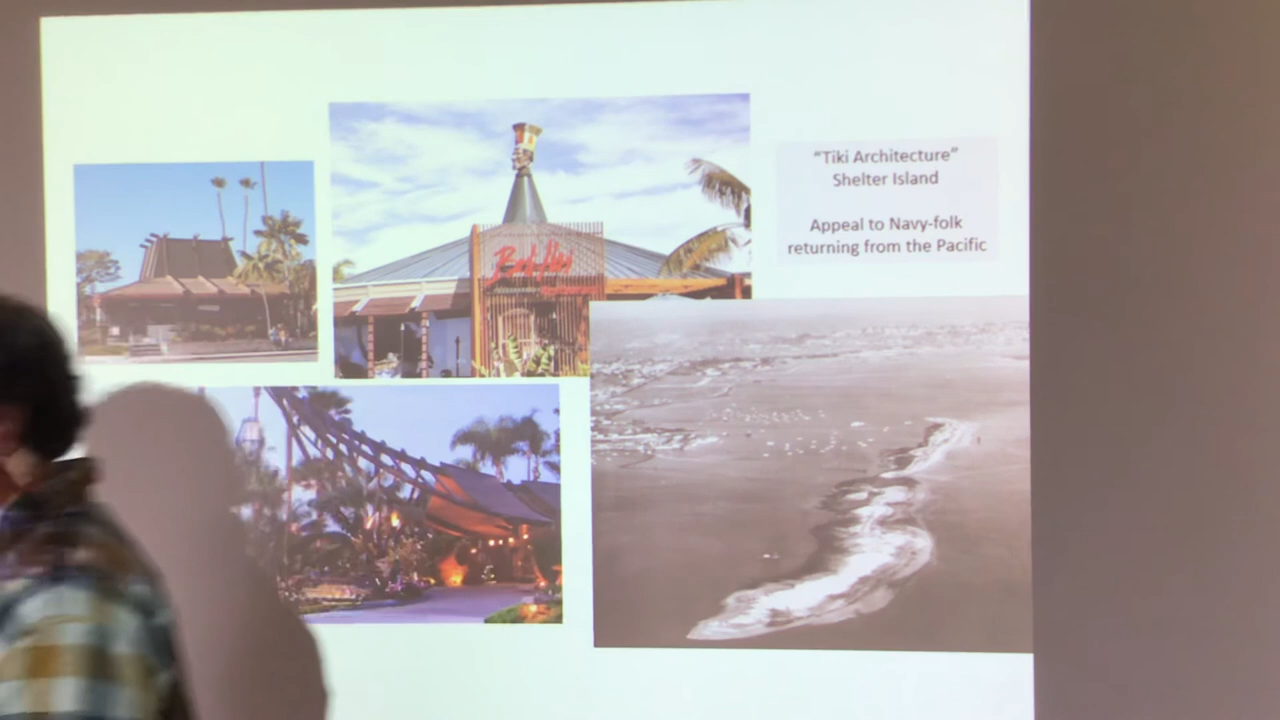 “Tiki Architecture”
Shelter Island
Appeal to Navy-folk
returning from the Pacific